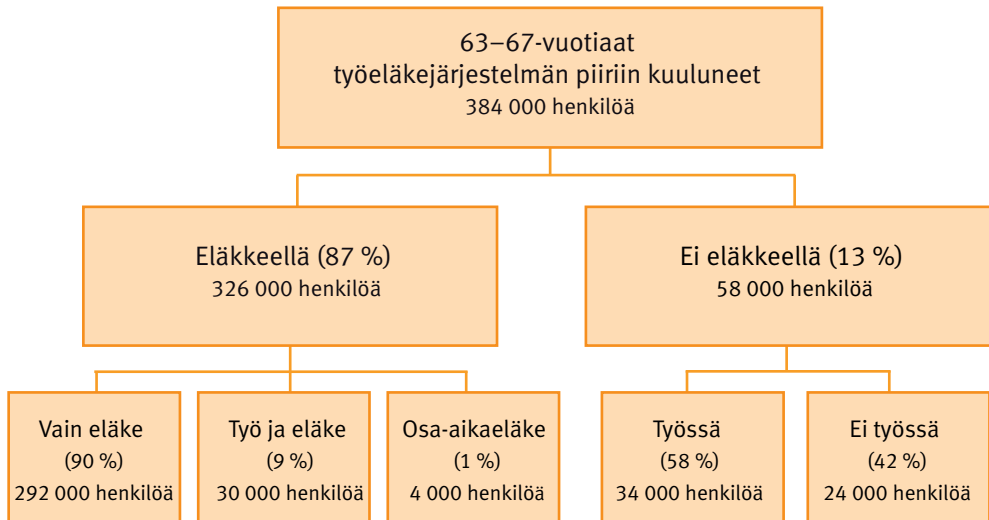 63–67-vuotiaat
työeläkejärjestelmän piiriin kuuluneet
384 000 henkilöä
Eläkkeellä (87 %)
326 000 henkilöä
Ei eläkkeellä (13 %)
58 000 henkilöä
Vain eläke
(90 %)
292 000 henkilöä
Työ ja eläke
(9 %)
30 000 henkilöä
Osa-aikaeläke
(1 %)
4 000 henkilöä
Työssä
(58 %)
34 000 henkilöä
Ei työssä
(42 %)
24 000 henkilöä